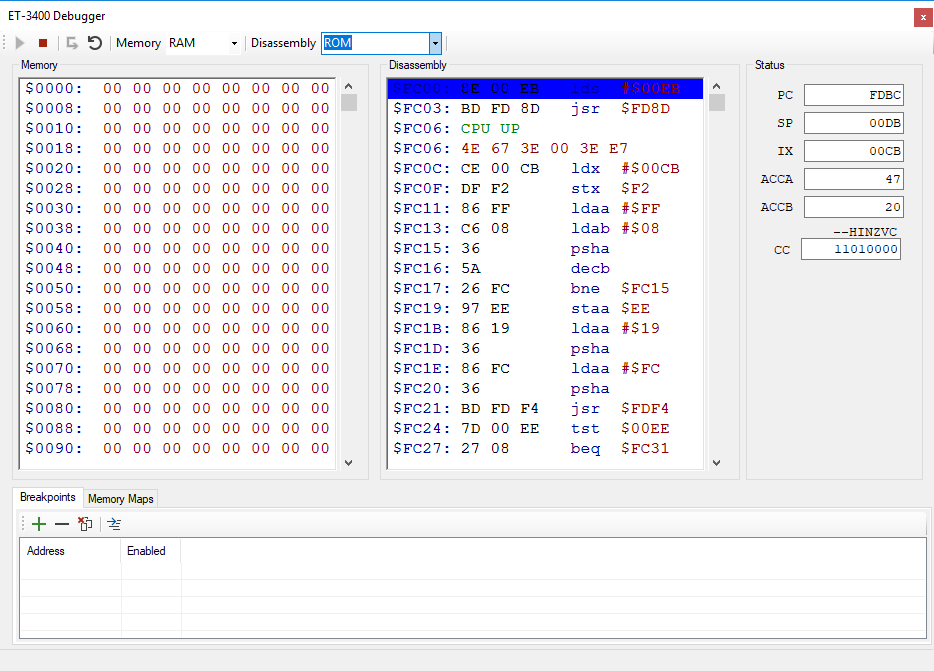 ET-3400 Debugger
x
Memory RAM Disassembly ROM
Memory
$0000: 00 00 00 00 00 00 00 00
$0008: 00 00 00 00 00 00 00 00
$0010: 00 00 00 00 00 00 00 00
$0018: 00 00 00 00 00 00 00 00
$0020: 00 00 00 00 00 00 00 00
$0028: 00 00 00 00 00 00 00 00
$0030: 00 00 00 00 00 00 00 00
$0038: 00 00 00 00 00 00 00 00
$0040: 00 00 00 00 00 00 00 00
$0048: 00 00 00 00 00 00 00 00
$0050: 00 00 00 00 00 00 00 00
$0058: 00 00 00 00 00 00 00 00
$0060: 00 00 00 00 00 00 00 00
$0068: 00 00 00 00 00 00 00 00
$0070: 00 00 00 00 00 00 00 00
$0078: 00 00 00 00 00 00 00 00
$0080: 00 00 00 00 00 00 00 00
$0088: 00 00 00 00 00 00 00 00
$0090: 00 00 00 00 00 00 00 00
Disassembly
$FC00: 8E 00 EB lds #$00EB
$FC03: BD FD 8D jsr $FD8D
$FC06: CPU UP
$FC06: 4E 67 3E 00 3E E7
$FC0C: CE 00 CB ldx #$00CB
$FC0F: DF F2 stx $F2
$FC11: 86 FF ldaa #$FF
$FC13: C6 08 ldab #$08
$FC15: 36 psha
$FC16: 5A decb
$FC17: 26 FC bne $FC15
$FC19: 97 EE staa $EE
$FC1B: 86 19 ldaa #$19
$FC1D: 36 psha
$FC1E: 86 FC ldaa #$FC
$FC20: 36 psha
$FC21: BD FD F4 jsr $FDF4
$FC24: 7D 00 EE tst $00EE
$FC27: 27 08 beq $FC31
Status
PC FDBC
SP 00DB
IX 00CB
ACCA 47
ACCB 20
--HINZVC
CC 11010000
Breakpoints Memory Maps
Address Enabled